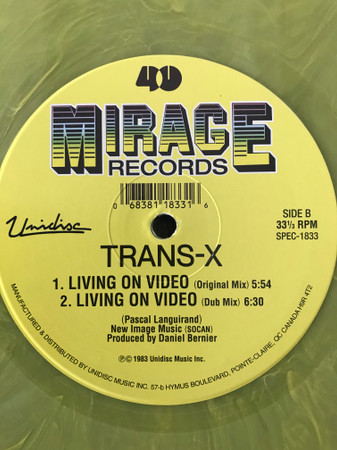 40
MIRAGE
RECORDS
0 68381 18331 6
Unidisc
SIDE B
33⅓ RPM
SPEC-1833
TRANS-X
1. LIVING ON VIDEO (Original Mix) 5:54
2. LIVING ON VIDEO (Dub Mix) 6:30
(Pascal Languirand)
New Image Music (SOCAN)
Produced by Daniel Bernier
℗© 1983 Unidisc Music Inc.
MANUFACTURED & DISTRIBUTED BY UNIDISC MUSIC INC. 57-b HYMUS BOULEVARD, POINTE-CLAIRE, QC CANADA H9R 4T2